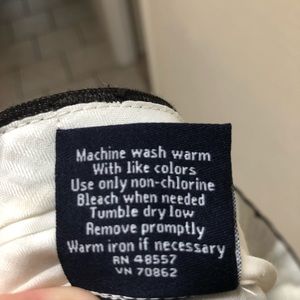 Machine wash warm
With like colors
Use only non-chlorine
Bleach when needed
Tumble dry low
Remove promptly
Warm iron if necessary
RN 48557
VN 70862